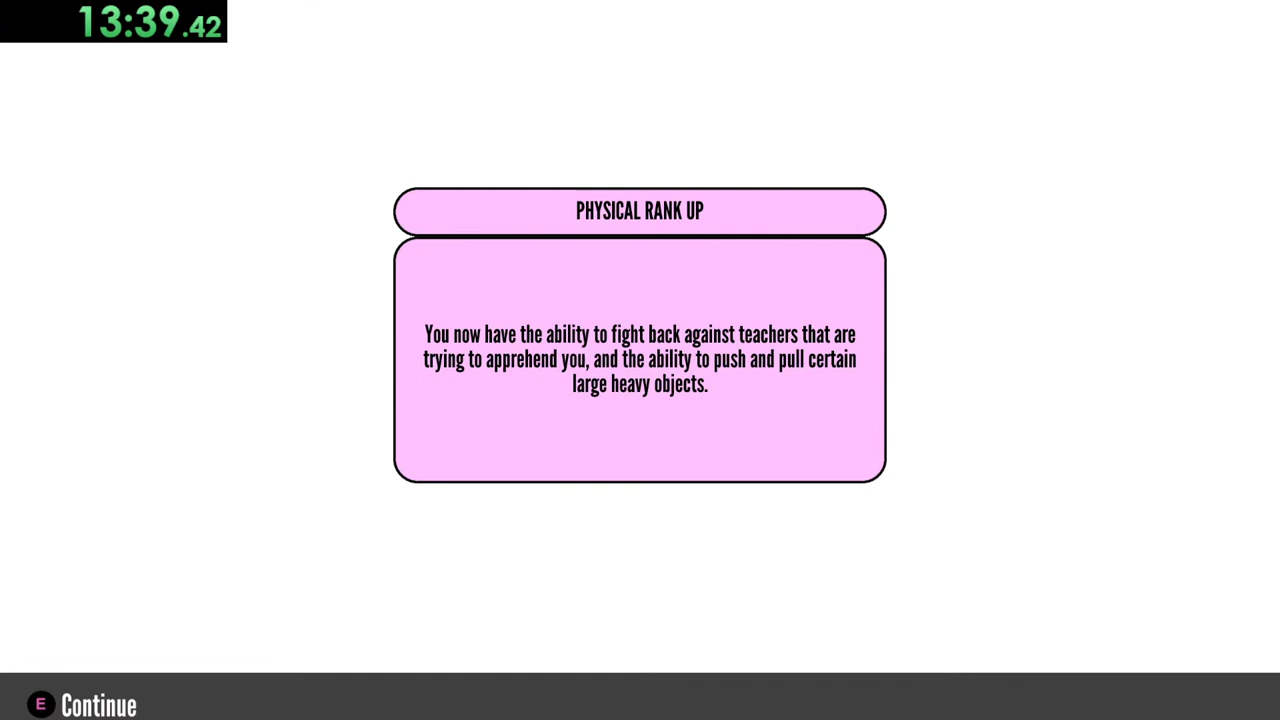 13:39.42
PHYSICAL RANK UP
You now have the ability to fight back against teachers that are
trying to apprehend you, and the ability to push and pull certain
large heavy objects.
E Continue